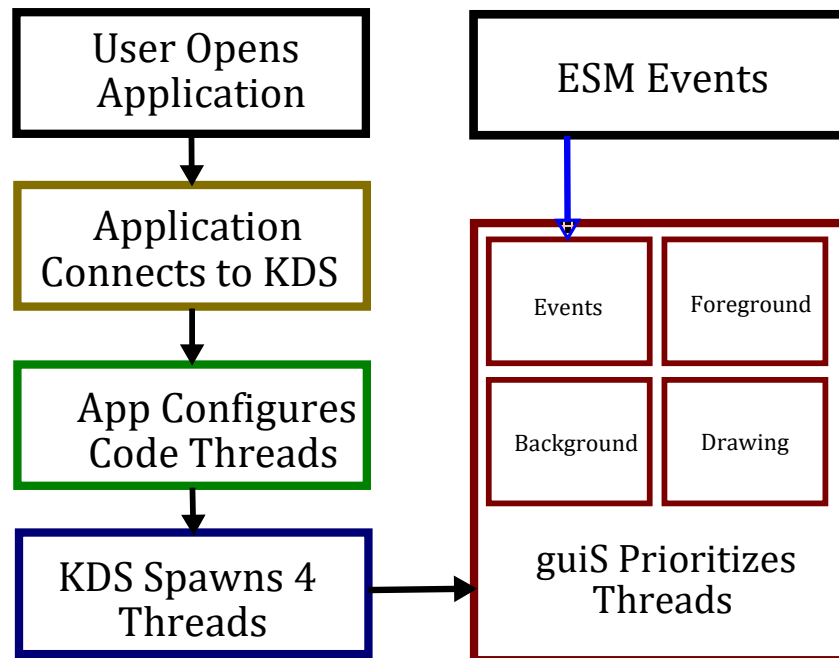 User Opens
Application
Application
Connects to KDS
App Configures
Code Threads
KDS Spawns 4
Threads
ESM Events
Events
Foreground
Background
Drawing
guiS Prioritizes
Threads